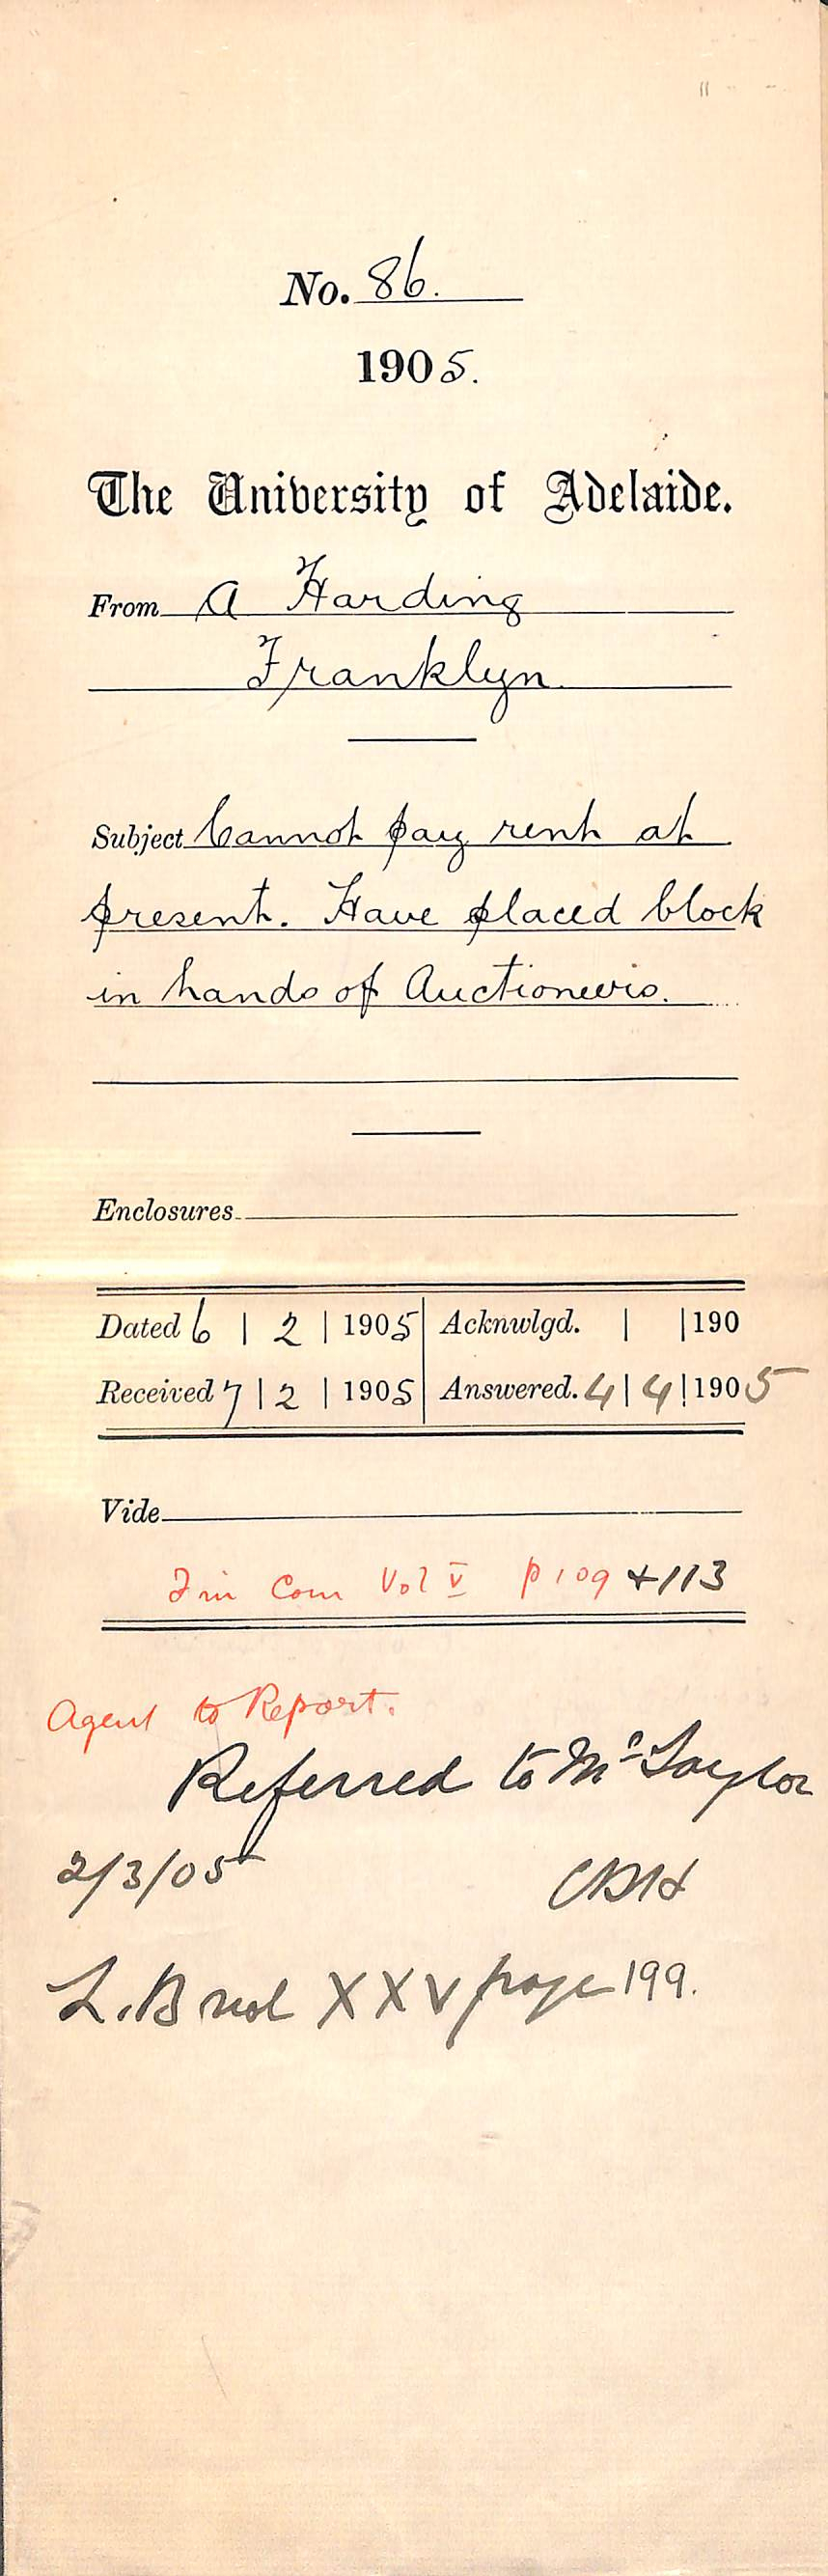 No. 86.
1905.
The University of Adelaide.
From A Harding
Franklyn.
Subject Cannot pay rent at
present. Have placed block
in hands of Auctioneers.
Enclosures
Dated 6 | 2 | 1905 Acknwlgd. | | 190
Received 7 | 2 | 1905 Answered. 4 | 4 | 1905
Vide
Fin Com Vol V p 109 + 113
Agent to Report.
Referred to Mr Taylor
2/3/05 CRH
L.B vol XXV page 199.